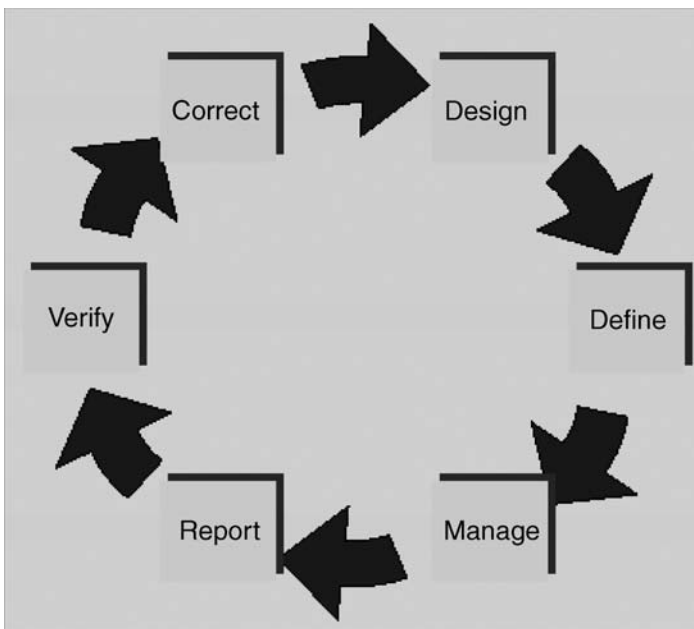 Correct
Design
Verify
Define
Report
Manage